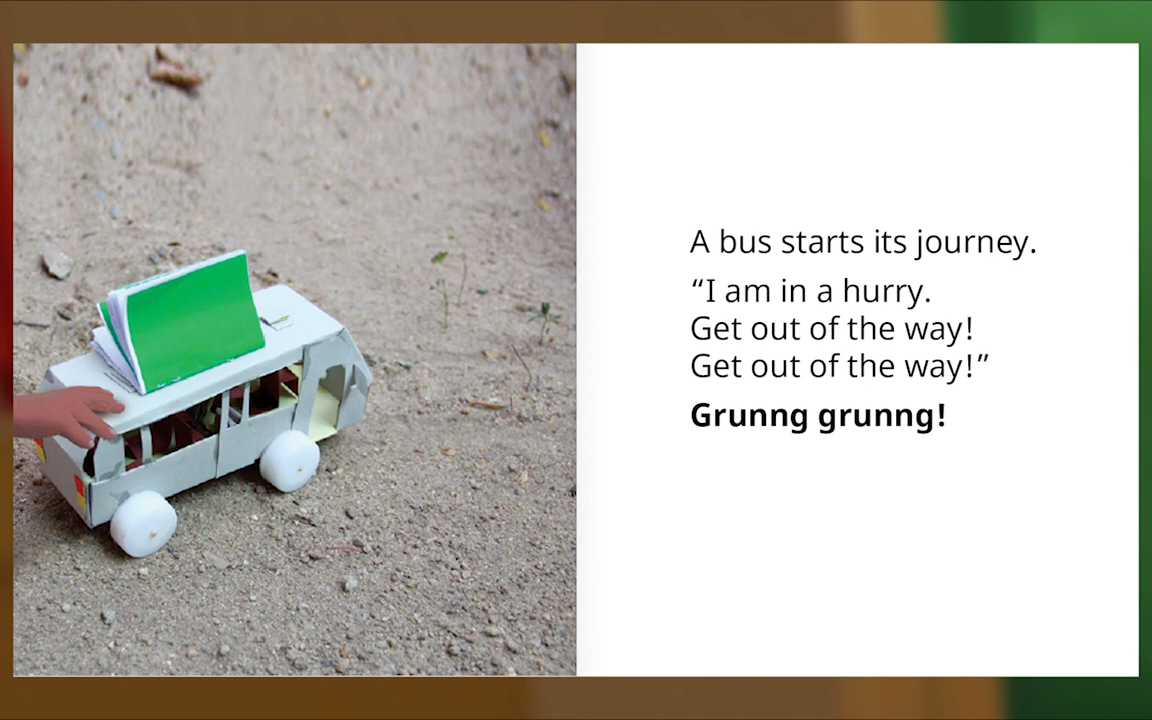 A bus starts its journey.
“I am in a hurry.
Get out of the way!
Get out of the way!”
Grunng grunng!